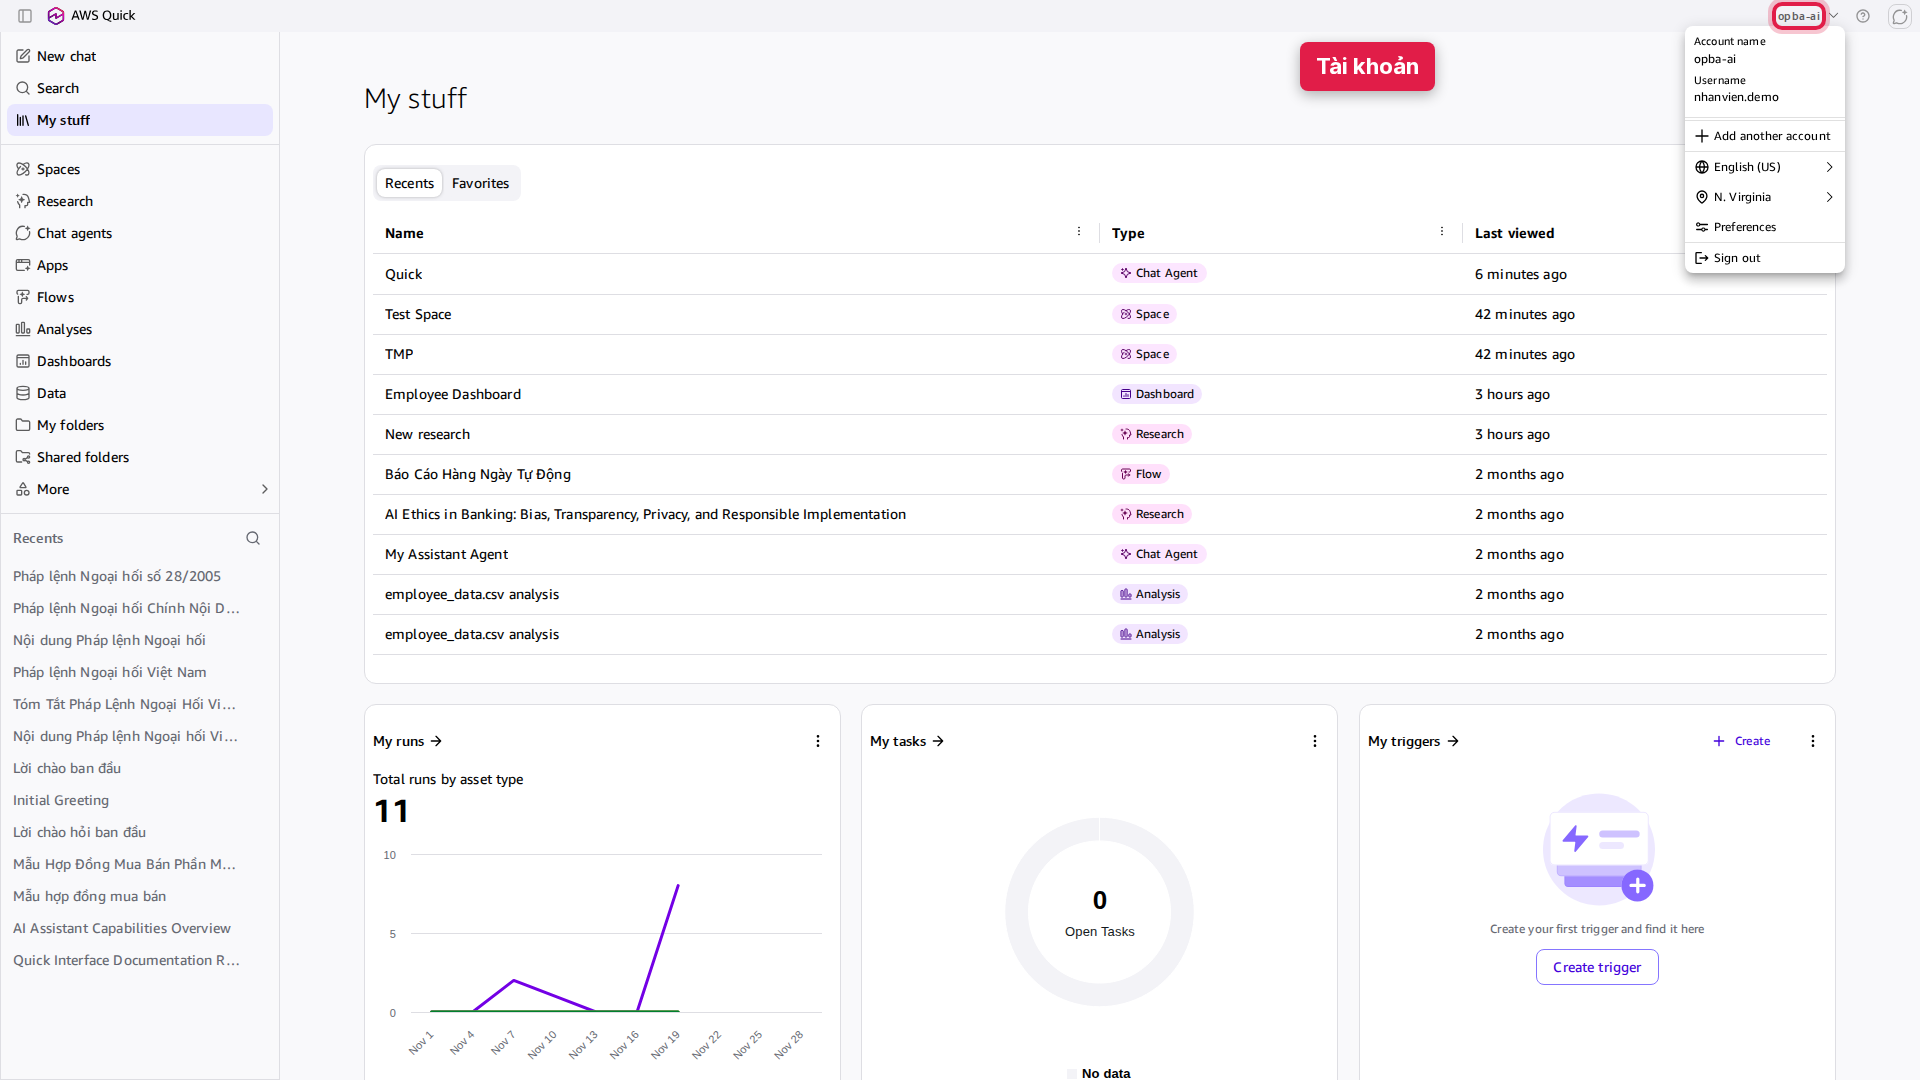 AWS Quick
opba-ai
New chat
Search
My stuff
Spaces
Research
Chat agents
Apps
Flows
Analyses
Dashboards
Data
My folders
Shared folders
More
Recents
Pháp lệnh Ngoại hối số 28/2005
Pháp lệnh Ngoại hối Chính Nội D...
Nội dung Pháp lệnh Ngoại hối
Pháp lệnh Ngoại hối Việt Nam
Tóm Tắt Pháp Lệnh Ngoại Hối Vi...
Nội dung Pháp lệnh Ngoại hối Vi...
Lời chào ban đầu
Initial Greeting
Lời chào hỏi ban đầu
Mẫu Hợp Đồng Mua Bán Phần M...
Mẫu hợp đồng mua bán
AI Assistant Capabilities Overview
Quick Interface Documentation R...
Tài khoản
Account name
opba-ai
Username
nhanvien.demo
Add another account
English (US)
N. Virginia
Preferences
Sign out
My stuff
Recents Favorites
Name Type Last viewed
Quick Chat Agent 6 minutes ago
Test Space Space 42 minutes ago
TMP Space 42 minutes ago
Employee Dashboard Dashboard 3 hours ago
New research Research 3 hours ago
Báo Cáo Hàng Ngày Tự Động Flow 2 months ago
AI Ethics in Banking: Bias, Transparency, Privacy, and Responsible Implementation Research 2 months ago
My Assistant Agent Chat Agent 2 months ago
employee_data.csv analysis Analysis 2 months ago
employee_data.csv analysis Analysis 2 months ago
My runs
Total runs by asset type
11
10
5
0
Nov 1 Nov 4 Nov 7 Nov 10 Nov 13 Nov 16 Nov 19 Nov 22 Nov 25 Nov 28
My tasks
0
Open Tasks
No data
My triggers
Create
Create your first trigger and find it here
Create trigger